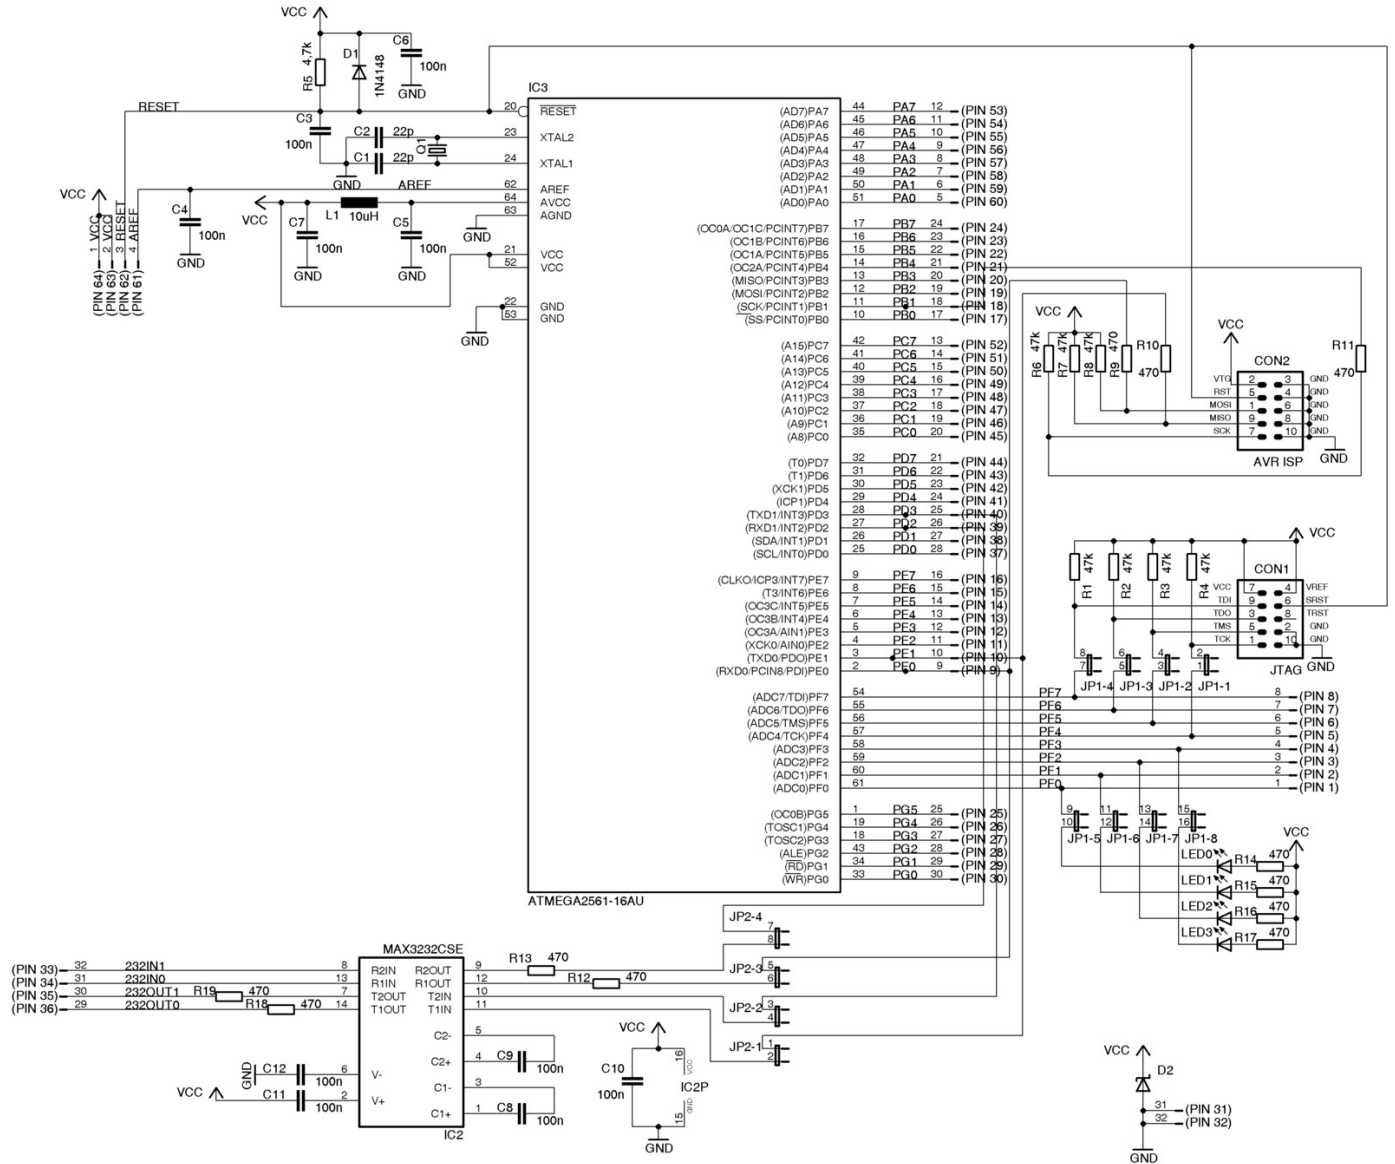 VCC
R5 4,7k
D1 1N4148
C6 100n
GND
RESET
C3 100n
C2 22p
C1 22p
Q1
GND
AREF
VCC
L1 10uH
C7 100n
GND
C5 100n
GND
C4 100n
GND
GND
GND
VCC
1 VCC (PIN 64)
2 VCC (PIN 63)
3 RESET (PIN 62)
4 AREF (PIN 61)
IC3
20 RESET
23 XTAL2
24 XTAL1
62 AREF
64 AVCC
63 AGND
21 VCC
52 VCC
22 GND
53 GND
(AD7)PA7 44 PA7 12 (PIN 53)
(AD6)PA6 45 PA6 11 (PIN 54)
(AD5)PA5 46 PA5 10 (PIN 55)
(AD4)PA4 47 PA4 9 (PIN 56)
(AD3)PA3 48 PA3 8 (PIN 57)
(AD2)PA2 49 PA2 7 (PIN 58)
(AD1)PA1 50 PA1 6 (PIN 59)
(AD0)PA0 51 PA0 5 (PIN 60)
(OC0A/OC1C/PCINT7)PB7 17 PB7 24 (PIN 24)
(OC1B/PCINT6)PB6 16 PB6 23 (PIN 23)
(OC1A/PCINT5)PB5 15 PB5 22 (PIN 22)
(OC2A/PCINT4)PB4 14 PB4 21 (PIN 21)
(MISO/PCINT3)PB3 13 PB3 20 (PIN 20)
(MOSI/PCINT2)PB2 12 PB2 19 (PIN 19)
(SCK/PCINT1)PB1 11 PB1 18 (PIN 18)
(SS/PCINT0)PB0 10 PB0 17 (PIN 17)
(A15)PC7 42 PC7 13 (PIN 52)
(A14)PC6 41 PC6 14 (PIN 51)
(A13)PC5 40 PC5 15 (PIN 50)
(A12)PC4 39 PC4 16 (PIN 49)
(A11)PC3 38 PC3 17 (PIN 48)
(A10)PC2 37 PC2 18 (PIN 47)
(A9)PC1 36 PC1 19 (PIN 46)
(A8)PC0 35 PC0 20 (PIN 45)
(T0)PD7 32 PD7 21 (PIN 44)
(T1)PD6 31 PD6 22 (PIN 43)
(XCK1)PD5 30 PD5 23 (PIN 42)
(ICP1)PD4 29 PD4 24 (PIN 41)
(TXD1/INT3)PD3 28 PD3 25 (PIN 40)
(RXD1/INT2)PD2 27 PD2 26 (PIN 39)
(SDA/INT1)PD1 26 PD1 27 (PIN 38)
(SCL/INT0)PD0 25 PD0 28 (PIN 37)
(CLKO/ICP3/INT7)PE7 9 PE7 16 (PIN 16)
(T3/INT6)PE6 8 PE6 15 (PIN 15)
(OC3C/INT5)PE5 7 PE5 14 (PIN 14)
(OC3B/INT4)PE4 6 PE4 13 (PIN 13)
(OC3A/AIN1)PE3 5 PE3 12 (PIN 12)
(XCK0/AIN0)PE2 4 PE2 11 (PIN 11)
(TXD0/PDO)PE1 3 PE1 10 (PIN 10)
(RXD0/PCIN8/PDI)PE0 2 PE0 9 (PIN 9)
(ADC7/TDI)PF7 54 PF7 8 (PIN 8)
(ADC6/TDO)PF6 55 PF6 7 (PIN 7)
(ADC5/TMS)PF5 56 PF5 6 (PIN 6)
(ADC4/TCK)PF4 57 PF4 5 (PIN 5)
(ADC3)PF3 58 PF3 4 (PIN 4)
(ADC2)PF2 59 PF2 3 (PIN 3)
(ADC1)PF1 60 PF1 2 (PIN 2)
(ADC0)PF0 61 PF0 1 (PIN 1)
(OC0B)PG5 1 PG5 25 (PIN 25)
(TOSC1)PG4 19 PG4 26 (PIN 26)
(TOSC2)PG3 18 PG3 27 (PIN 27)
(ALE)PG2 43 PG2 28 (PIN 28)
(RD)PG1 34 PG1 29 (PIN 29)
(WR)PG0 33 PG0 30 (PIN 30)
ATMEGA2561-16AU
VCC
R6 47k
R7 47k
R8 47k
R9 470
R10 470
VCC
R11 470
CON2
VTG 2 3 GND
RST 5 4 GND
MOSI 1 6 GND
MISO 9 8 GND
SCK 7 10 GND
AVR ISP
GND
VCC
R1 47k
R2 47k
R3 47k
R4 47k
CON1
VCC 7 4 VREF
TDI 9 6 SRST
TDO 3 8 TRST
TMS 5 2 GND
TCK 1 10 GND
JTAG GND
8 7 JP1-4
6 5 JP1-3
4 3 JP1-2
2 1 JP1-1
9 10 JP1-5
11 12 JP1-6
13 14 JP1-7
15 16 JP1-8
VCC
LED0 R14 470
LED1 R15 470
LED2 R16 470
LED3 R17 470
JP2-4 7 8
JP2-3 5 6
JP2-2 3 4
JP2-1 1 2
MAX3232CSE
(PIN 33) 32 232IN1 8 R2IN R2OUT 9 R13 470
(PIN 34) 31 232IN0 13 R1IN R1OUT 12 R12 470
(PIN 35) 30 232OUT1 R19 470 7 T2OUT T2IN 10
(PIN 36) 29 232OUT0 R18 470 14 T1OUT T1IN 11
C2- 5
C2+ 4 C9 100n
GND C12 100n 6 V- C1- 3
VCC C11 100n 2 V+ C1+ 1 C8 100n
IC2
VCC
C10 100n
16 VCC
IC2P
15 GND
GND
VCC
D2
31 (PIN 31)
32 (PIN 32)
GND